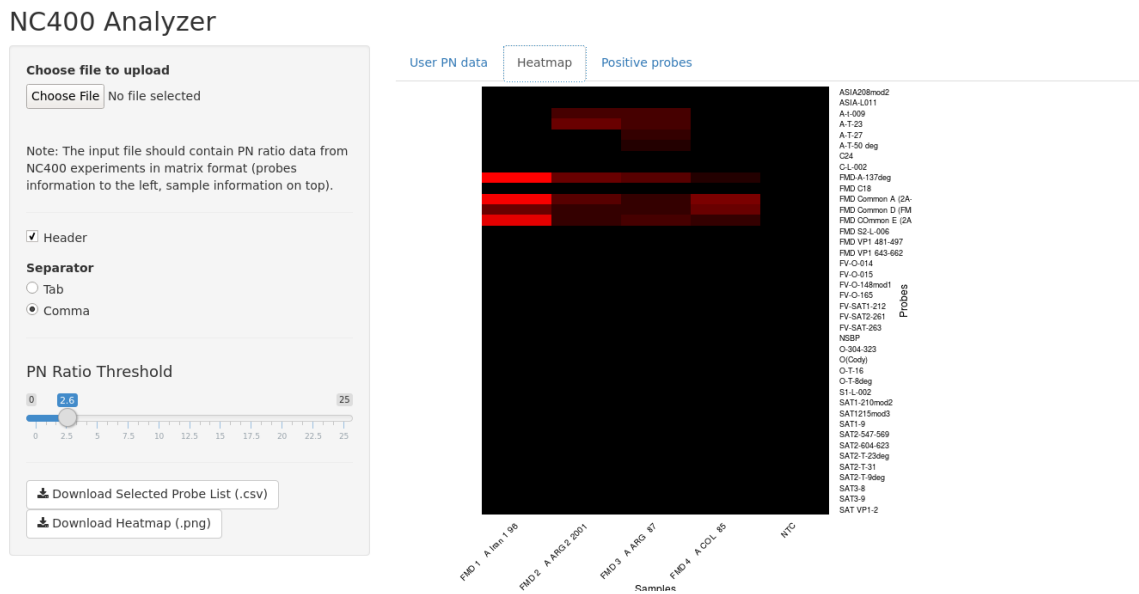 NC400 Analyzer
Choose file to upload
Choose File No file selected
Note: The input file should contain PN ratio data from
NC400 experiments in matrix format (probes
information to the left, sample information on top).
Header
Separator
Tab
Comma
PN Ratio Threshold
0 2.6 25
0 2.5 5 7.5 10 12.5 15 17.5 20 22.5 25
Download Selected Probe List (.csv)
Download Heatmap (.png)
User PN data Heatmap Positive probes
ASIA208mod2
ASIA-L011
A-t-009
A-T-23
A-T-27
A-T-50 deg
C24
C-L-002
FMD-A-137deg
FMD C18
FMD Common A (2A-
FMD Common D (FM
FMD COmmon E (2A
FMD S2-L-006
FMD VP1 481-497
FMD VP1 643-662
FV-O-014
FV-O-015
FV-O-148mod1
FV-O-165
FV-SAT1-212
FV-SAT2-261
FV-SAT-263
NSBP
O-304-323
O(Cody)
O-T-16
O-T-8deg
S1-L-002
SAT1-210mod2
SAT1215mod3
SAT1-9
SAT2-547-569
SAT2-604-623
SAT2-T-23deg
SAT2-T-31
SAT2-T-9deg
SAT3-8
SAT3-9
SAT VP1-2
Probes
FMD 1 A Iran 1 96
FMD 2 A ARG 2 2001
FMD 3 A ARG 87
FMD 4 A COL 85
NTC
Samples